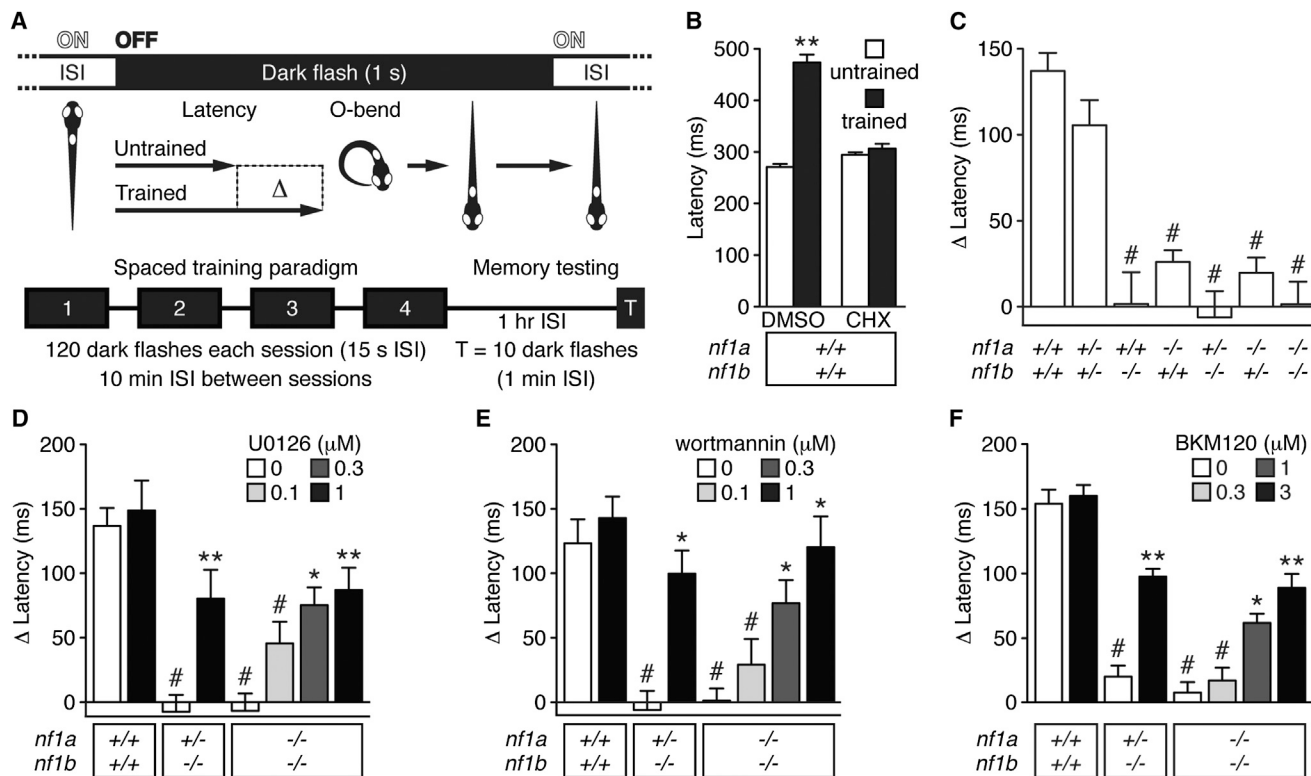 A
ON OFF ON
ISI Dark flash (1 s) ISI
Latency O-bend
Untrained
Trained
Δ
Spaced training paradigm Memory testing
1 2 3 4 T
1 hr ISI
120 dark flashes each session (15 s ISI) T = 10 dark flashes
10 min ISI between sessions (1 min ISI)
B
Latency (ms)
500
400
300
200
100
0
**
untrained
trained
DMSO CHX
nf1a +/+
nf1b +/+
C
Δ Latency (ms)
150
100
50
0
# # # # #
nf1a +/+ +/- +/+ -/- +/- -/- -/-
nf1b +/+ +/- -/- +/+ -/- +/- -/-
D
Δ Latency (ms)
200
150
100
50
0
U0126 (μM)
0 0.3
0.1 1
# ** # # * **
nf1a +/+ +/- -/-
nf1b +/+ -/- -/-
E
Δ Latency (ms)
200
150
100
50
0
wortmannin (μM)
0 0.3
0.1 1
# * # # * *
nf1a +/+ +/- -/-
nf1b +/+ -/- -/-
F
Δ Latency (ms)
200
150
100
50
0
BKM120 (μM)
0 1
0.3 3
# ** # # * **
nf1a +/+ +/- -/-
nf1b +/+ -/- -/-